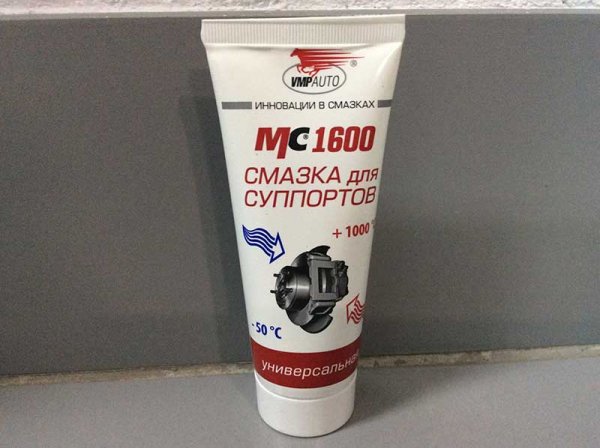 VMPAUTO
®
ИННОВАЦИИ В СМАЗКАХ
МС® 1600
СМАЗКА для
СУППОРТОВ
+ 1000 °
- 50 °C
универсальная